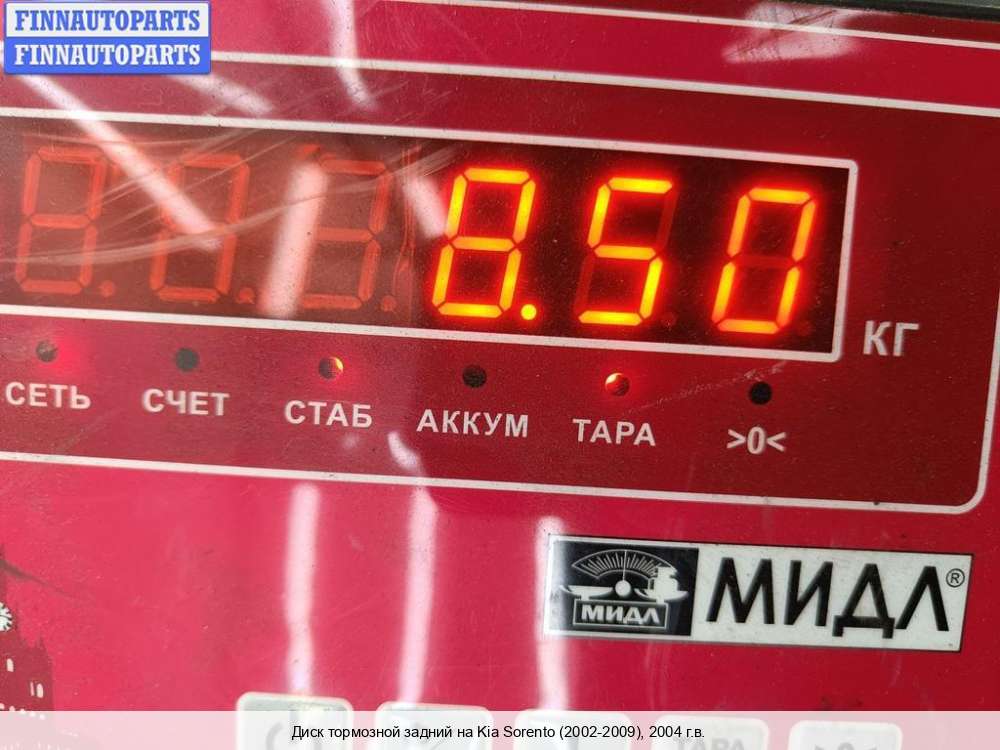 FINNAUTOPARTS
FINNAUTOPARTS
8.50
КГ
СЕТЬ СЧЕТ СТАБ АККУМ ТАРА >0<
МИДЛ МИДЛ®
ТАРА
Диск тормозной задний на Kia Sorento (2002-2009), 2004 г.в.